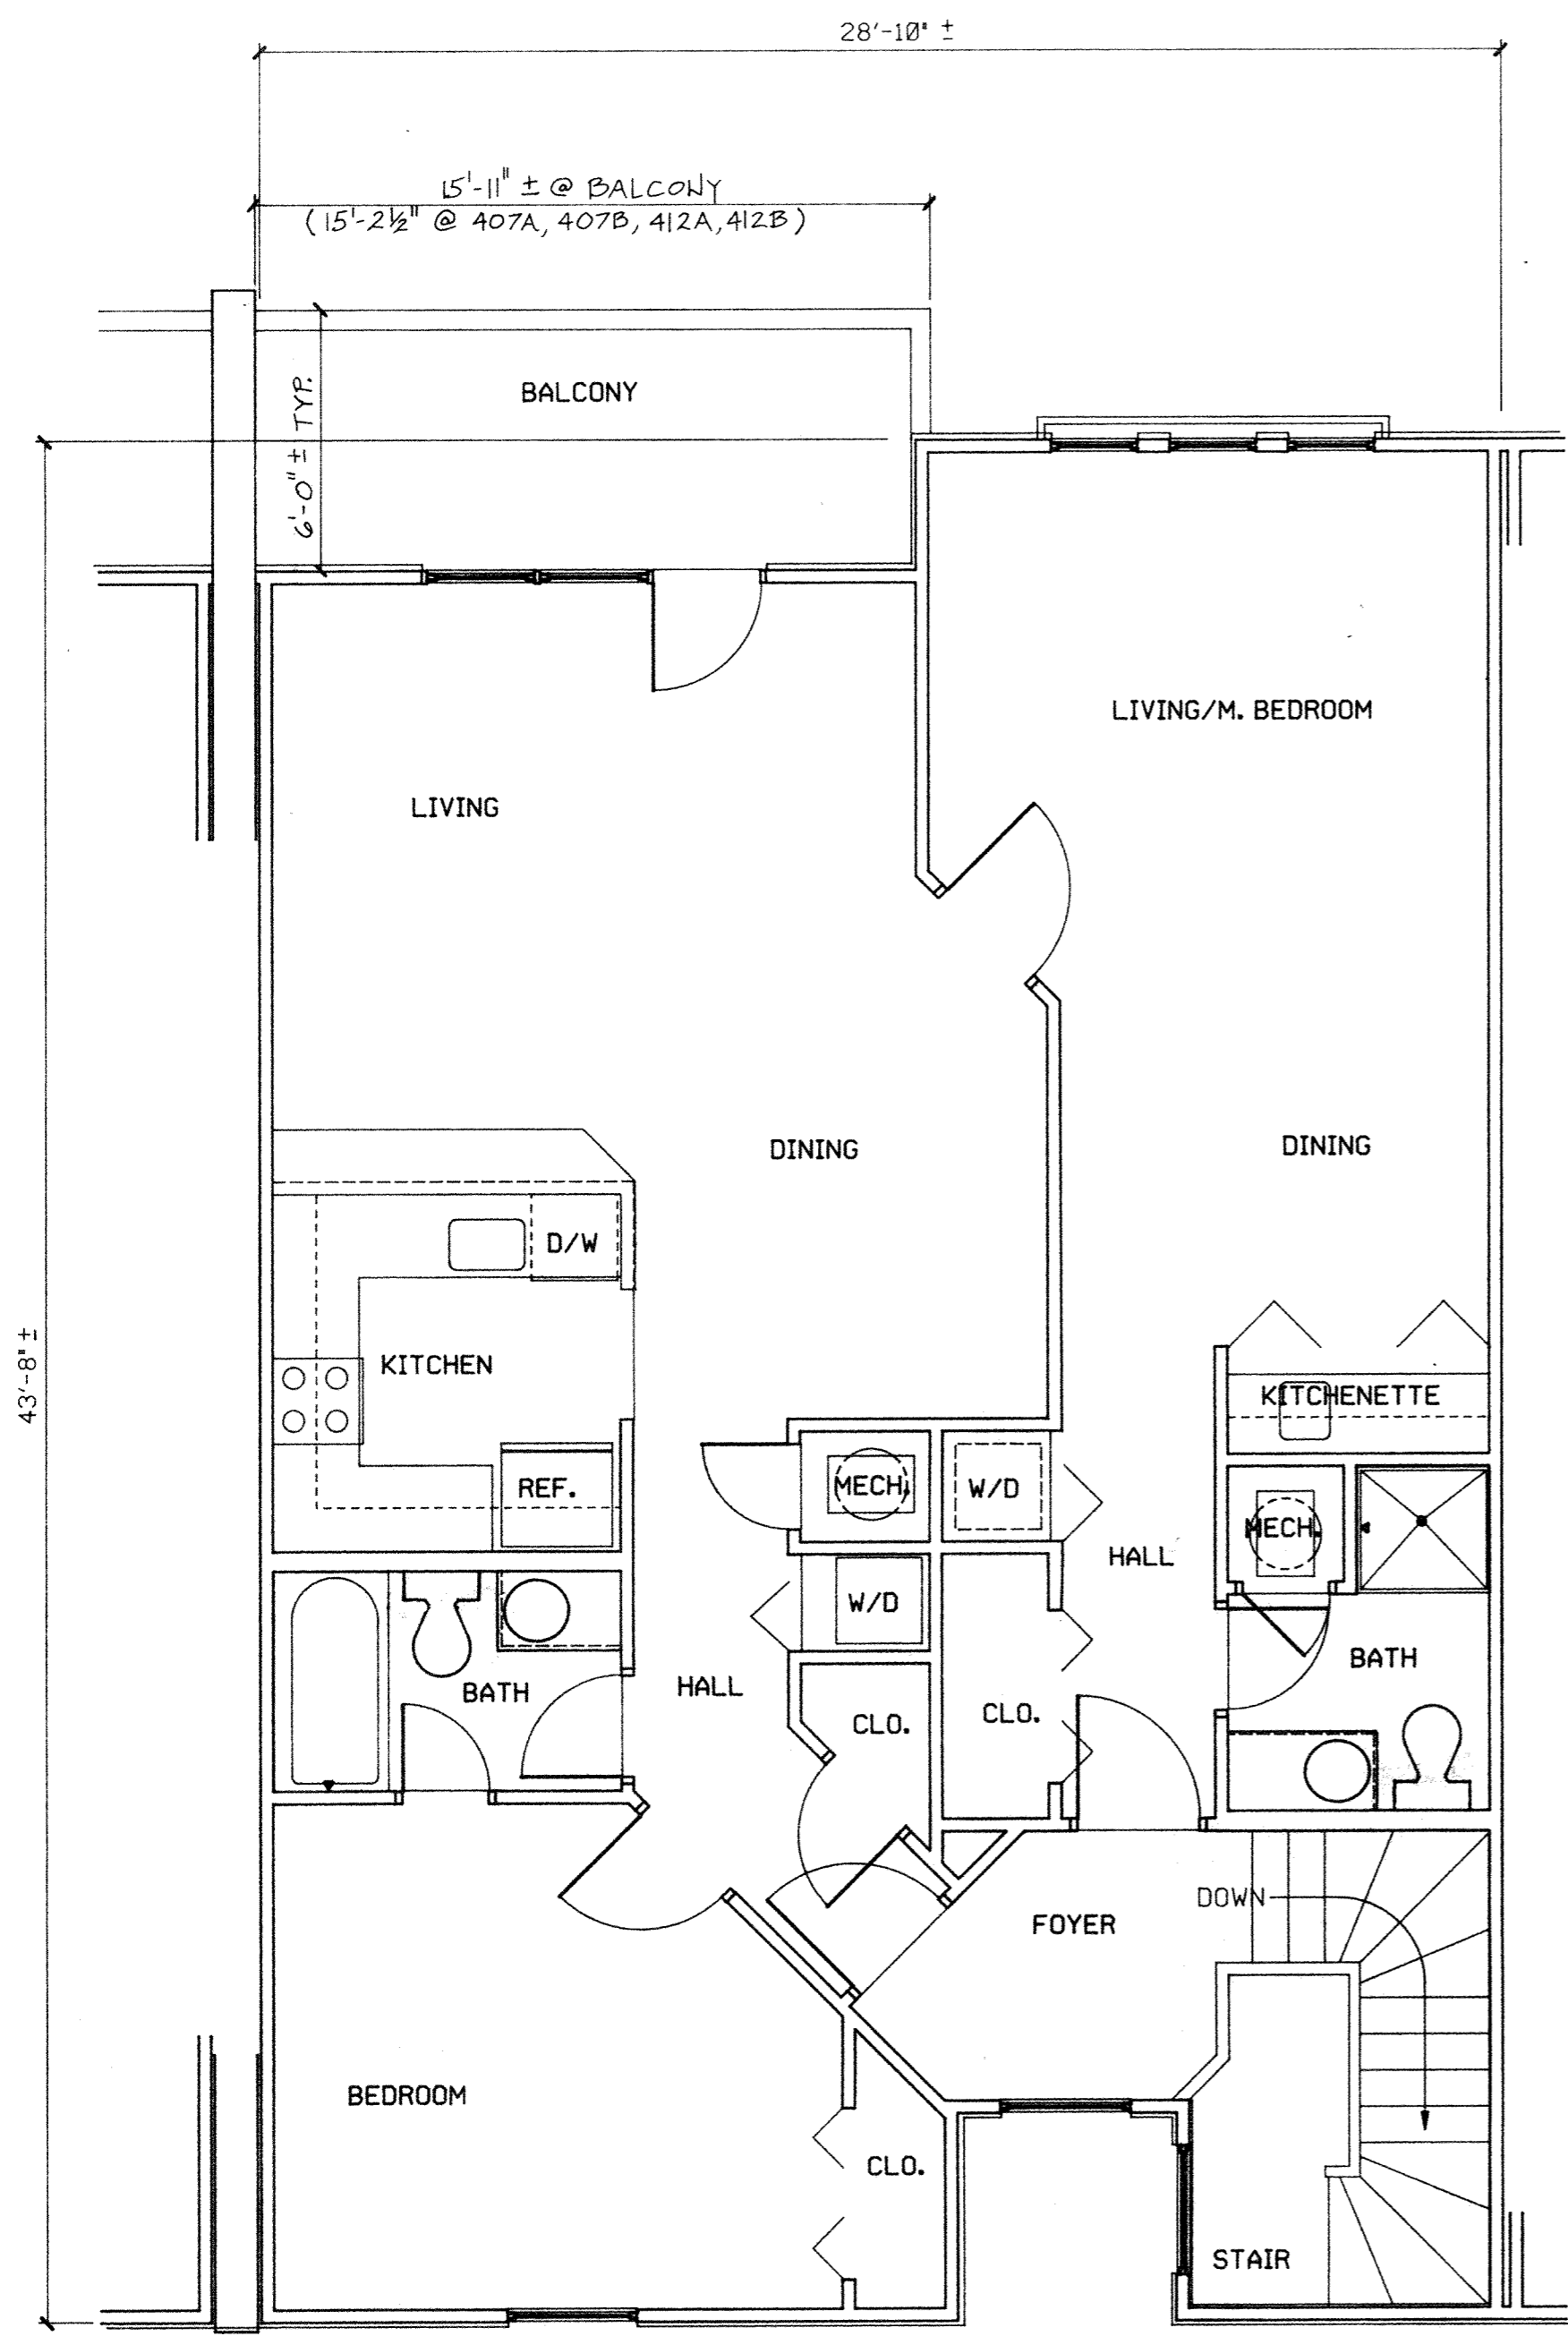 28'-10" ±
15'-11" ± @ BALCONY
(15'-2½" @ 407A, 407B, 412A, 412B)
BALCONY
6'-0" ± TYP.
LIVING/M. BEDROOM
LIVING
DINING
DINING
D/W
43'-8" ±
KITCHEN
KITCHENETTE
REF.
MECH.
W/D
MECH.
HALL
W/D
BATH
BATH
HALL
CLO.
CLO.
DOWN
FOYER
BEDROOM
CLO.
STAIR